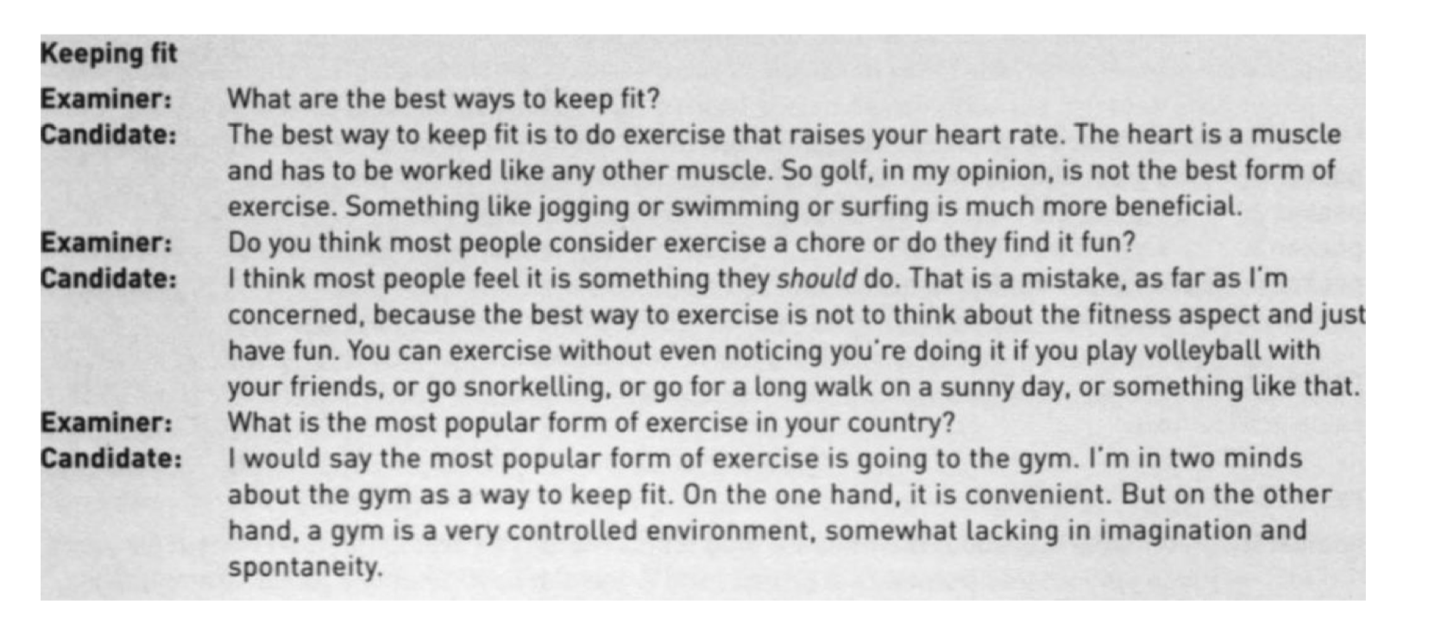 Keeping fit
Examiner: What are the best ways to keep fit?
Candidate: The best way to keep fit is to do exercise that raises your heart rate. The heart is a muscle
and has to be worked like any other muscle. So golf, in my opinion, is not the best form of
exercise. Something like jogging or swimming or surfing is much more beneficial.
Examiner: Do you think most people consider exercise a chore or do they find it fun?
Candidate: I think most people feel it is something they should do. That is a mistake, as far as I'm
concerned, because the best way to exercise is not to think about the fitness aspect and just
have fun. You can exercise without even noticing you're doing it if you play volleyball with
your friends, or go snorkelling, or go for a long walk on a sunny day, or something like that.
Examiner: What is the most popular form of exercise in your country?
Candidate: I would say the most popular form of exercise is going to the gym. I'm in two minds
about the gym as a way to keep fit. On the one hand, it is convenient. But on the other
hand, a gym is a very controlled environment, somewhat lacking in imagination and
spontaneity.